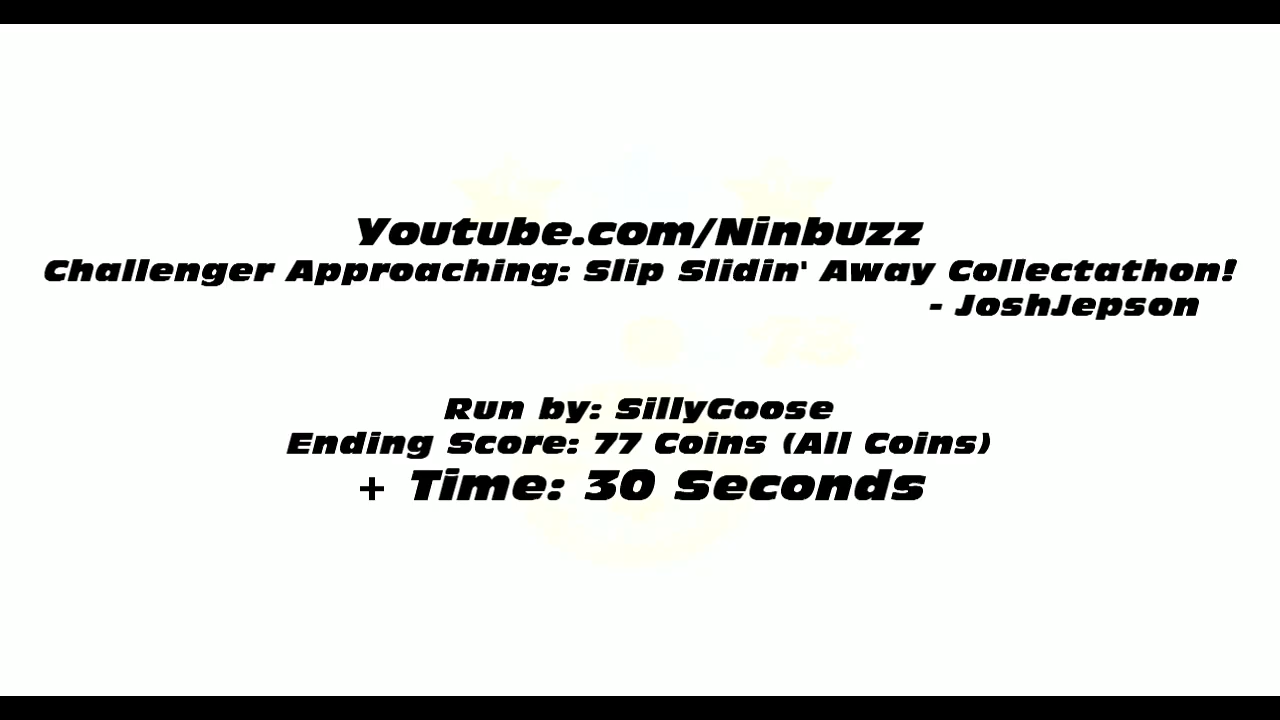 Youtube.com/Ninbuzz
Challenger Approaching: Slip Slidin' Away Collectathon!
- JoshJepson
Run by: SillyGoose
Ending Score: 77 Coins (All Coins)
+ Time: 30 Seconds